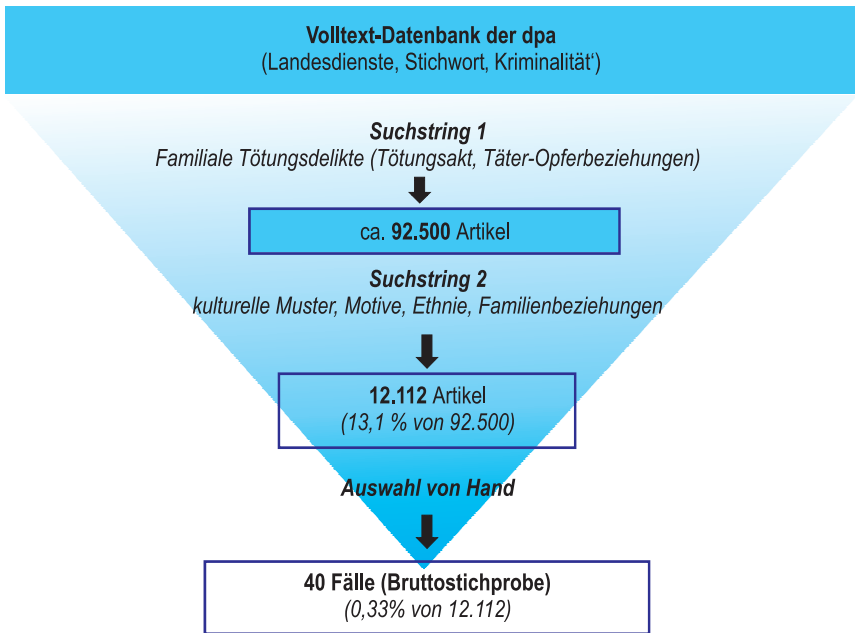 Volltext-Datenbank der dpa
(Landesdienste, Stichwort‚ Kriminalität‘)
Suchstring 1
Familiale Tötungsdelikte (Tötungsakt, Täter-Opferbeziehungen)
ca. 92.500 Artikel
Suchstring 2
kulturelle Muster, Motive, Ethnie, Familienbeziehungen
12.112 Artikel
(13,1 % von 92.500)
Auswahl von Hand
40 Fälle (Bruttostichprobe)
(0,33% von 12.112)